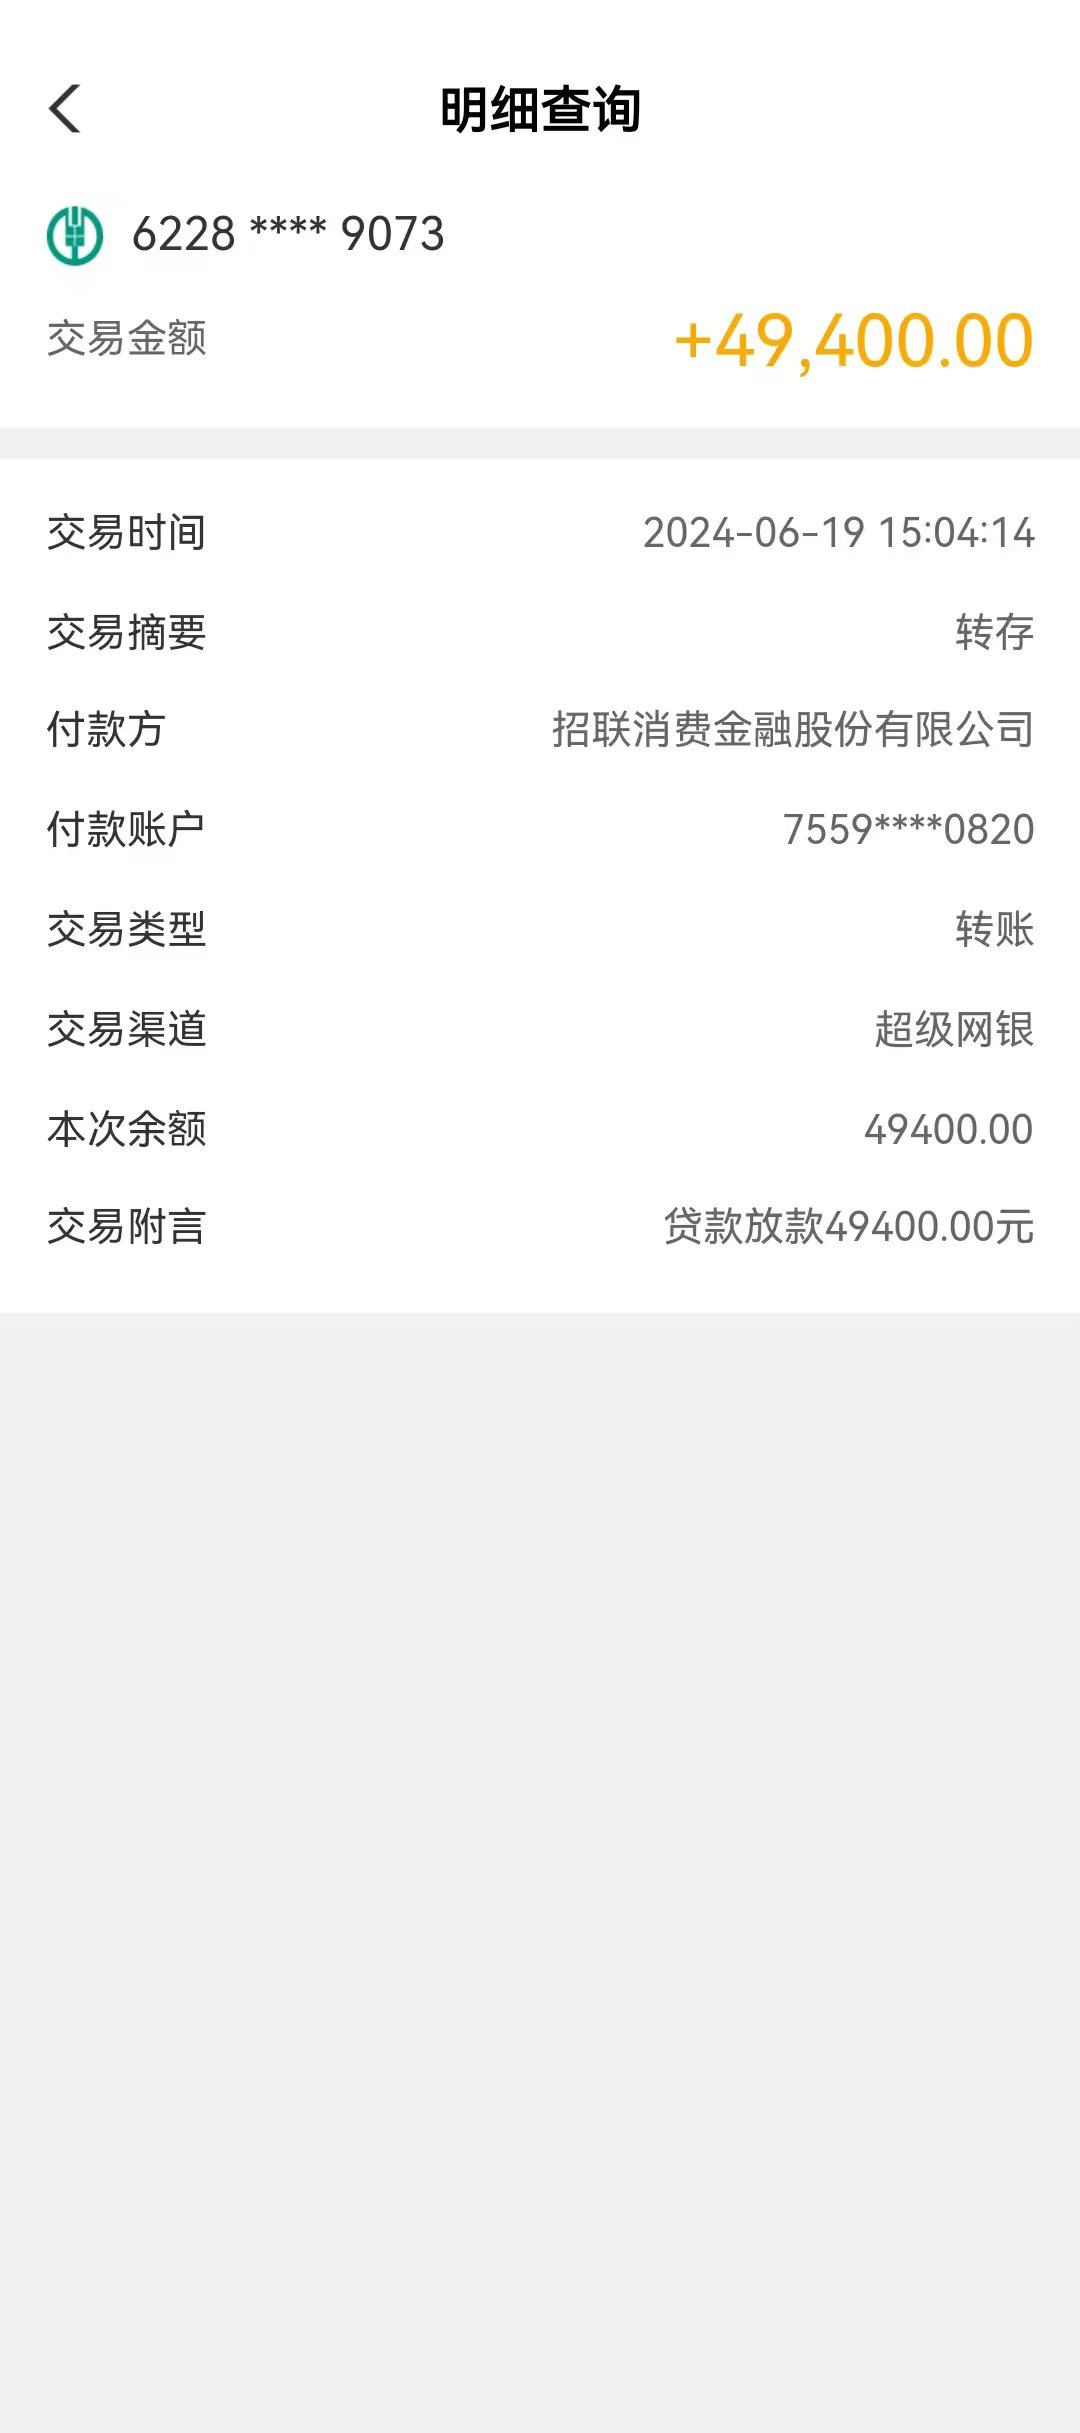 明细查询
6228 **** 9073
交易金额 +49,400.00
交易时间 2024-06-19 15:04:14
交易摘要 转存
付款方 招联消费金融股份有限公司
付款账户 7559****0820
交易类型 转账
交易渠道 超级网银
本次余额 49400.00
交易附言 贷款放款49400.00元